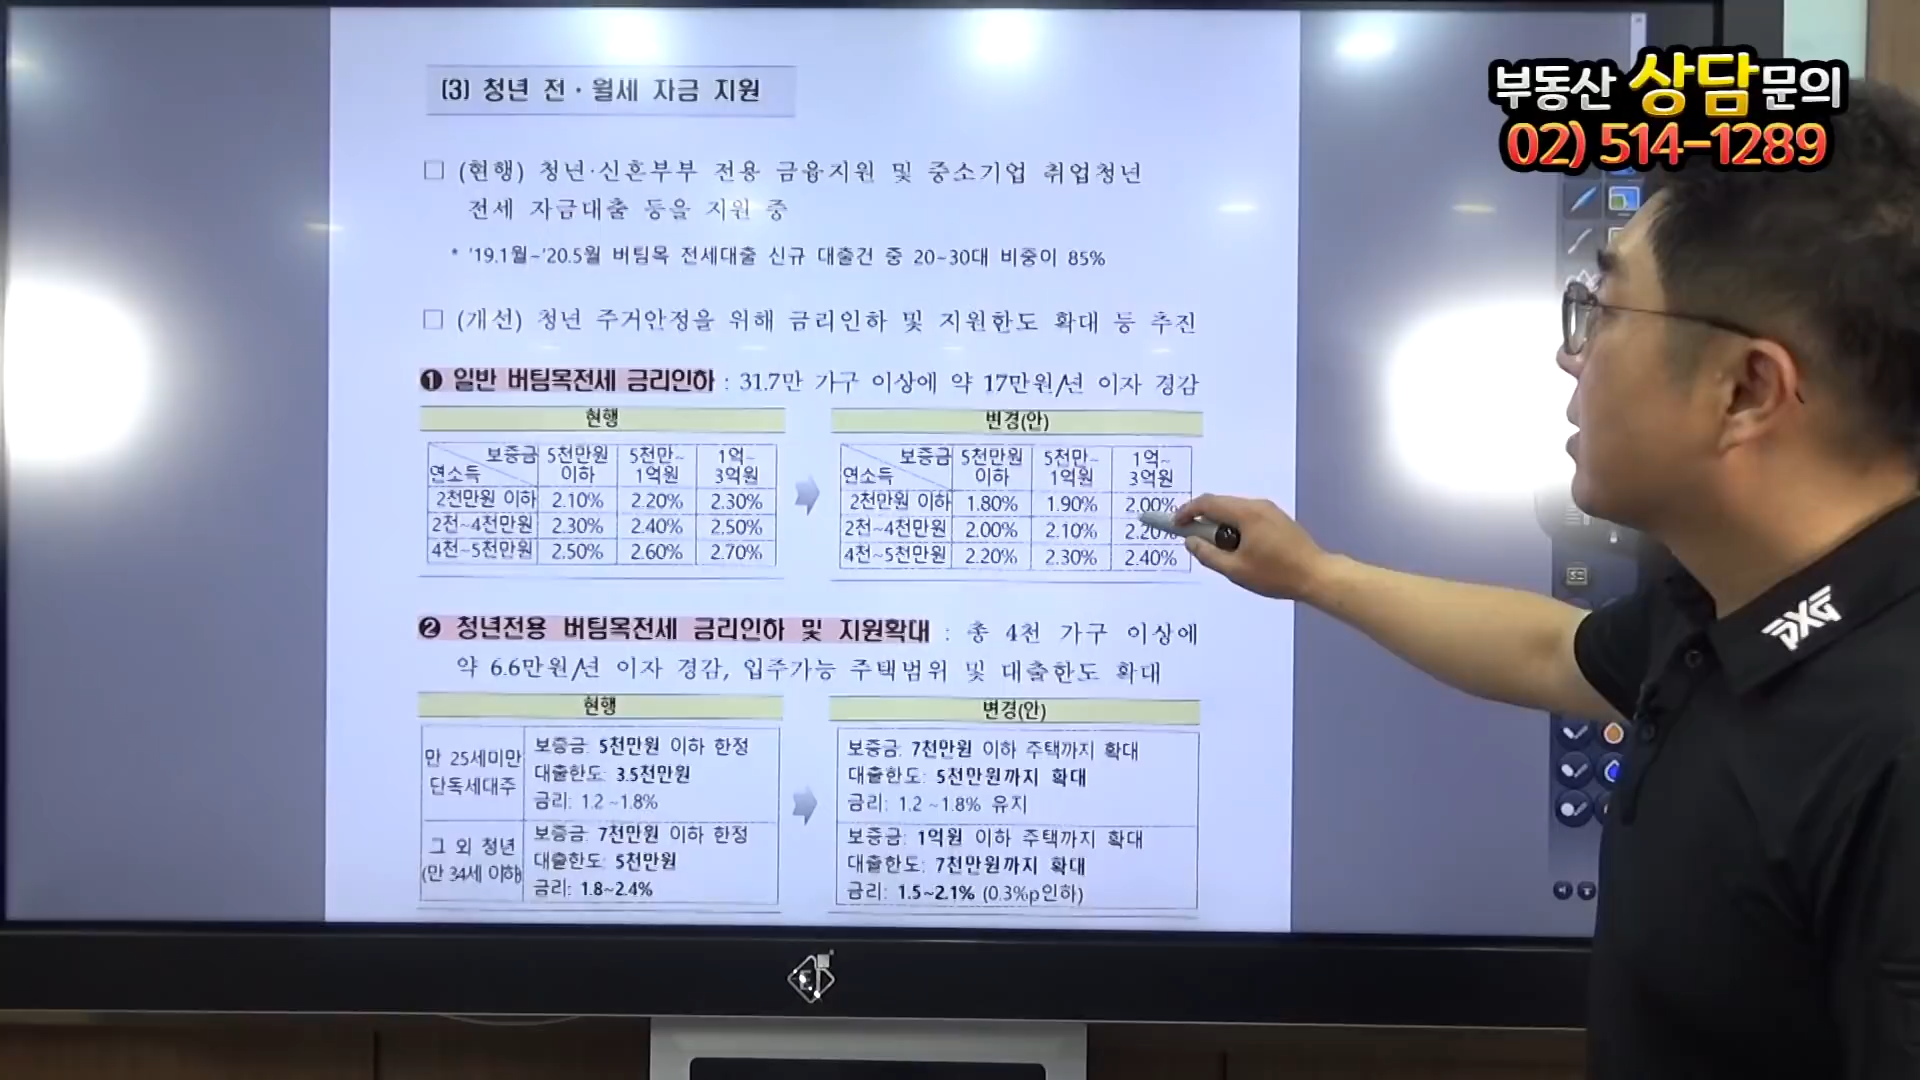 부동산 상담문의
02) 514-1289
(3) 청년 전·월세 자금 지원
□ (현행) 청년·신혼부부 전용 금융지원 및 중소기업 취업청년
전세 자금대출 등을 지원 중
* '19.1월~'20.5월 버팀목 전세대출 신규 대출건 중 20~30대 비중이 85%
□ (개선) 청년 주거안정을 위해 금리인하 및 지원한도 확대 등 추진
❶ 일반 버팀목전세 금리인하 : 31.7만 가구 이상에 약 17만원/년 이자 경감
현행
보증금 5천만원 5천만~ 1억~
연소득 이하 1억원 3억원
2천만원 이하 2.10% 2.20% 2.30%
2천~4천만원 2.30% 2.40% 2.50%
4천~5천만원 2.50% 2.60% 2.70%
변경(안)
보증금 5천만원 5천만~ 1억~
연소득 이하 1억원 3억원
2천만원 이하 1.80% 1.90% 2.00%
2천~4천만원 2.00% 2.10% 2.20%
4천~5천만원 2.20% 2.30% 2.40%
❷ 청년전용 버팀목전세 금리인하 및 지원확대 : 총 4천 가구 이상에
약 6.6만원/년 이자 경감, 입주가능 주택범위 및 대출한도 확대
현행
만 25세미만
단독세대주
보증금: 5천만원 이하 한정
대출한도: 3.5천만원
금리: 1.2 ~1.8%
그 외 청년
(만 34세 이하)
보증금: 7천만원 이하 한정
대출한도: 5천만원
금리: 1.8~2.4%
변경(안)
보증금: 7천만원 이하 주택까지 확대
대출한도: 5천만원까지 확대
금리: 1.2 ~1.8% 유지
보증금: 1억원 이하 주택까지 확대
대출한도: 7천만원까지 확대
금리: 1.5~2.1% (0.3%p인하)
PXG